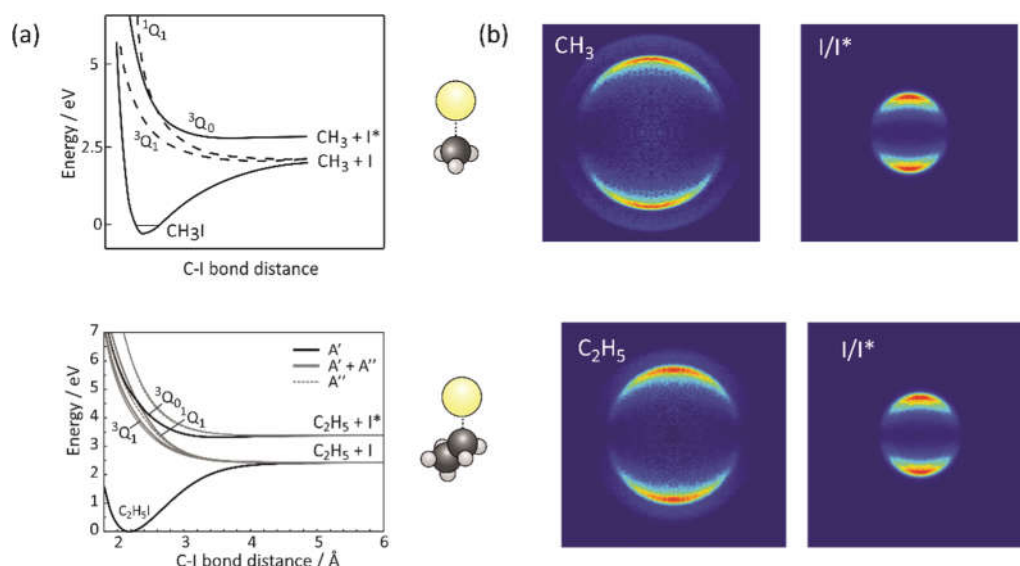 (a)
¹Q₁
5
Energy / eV
³Q₀
CH₃ + I*
2.5
³Q₁
CH₃ + I
0
CH₃I
C-I bond distance
(b)
CH₃
I/I*
7
A'
6
A' + A''
5
A''
Energy / eV
4
³Q₀
¹Q₁
C₂H₅ + I*
3
³Q₁
C₂H₅ + I
2
1
C₂H₅I
0
2 3 4 5 6
C-I bond distance / Å
C₂H₅
I/I*